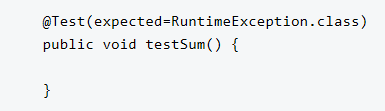 @Test(expected=RuntimeException.class)
public void testSum() {
}